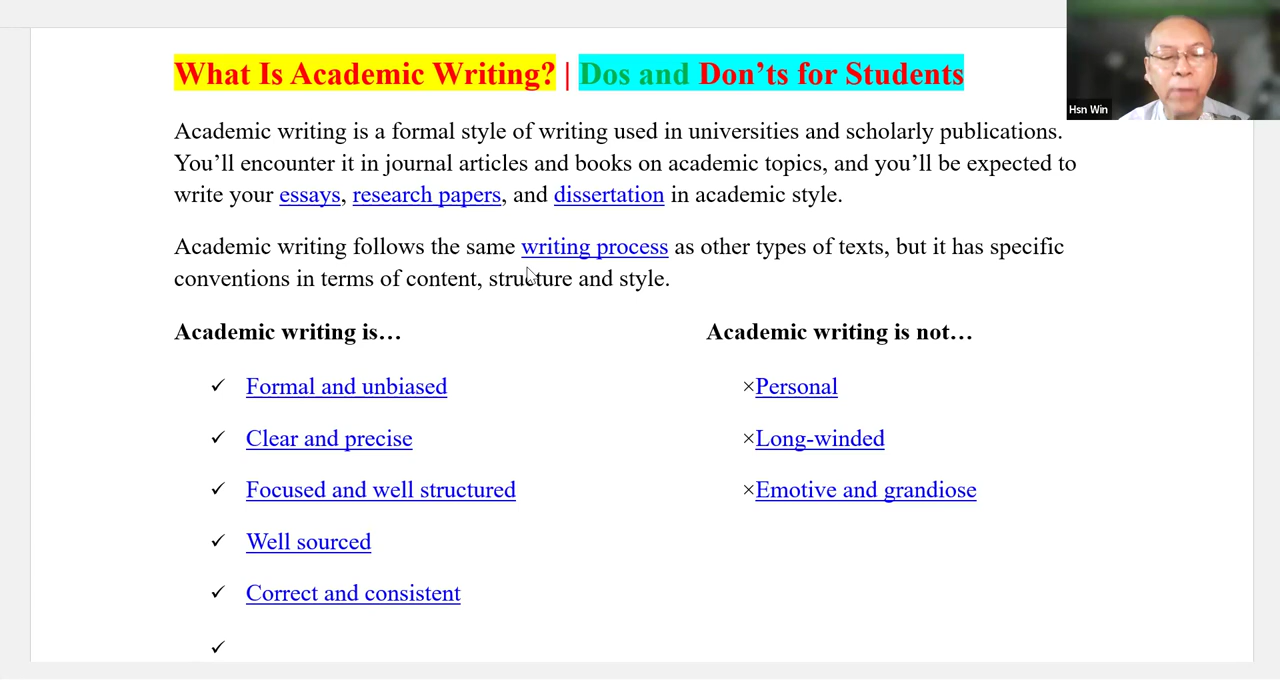 What Is Academic Writing? | Dos and Don’ts for Students
Hsn Win
Academic writing is a formal style of writing used in universities and scholarly publications.
You’ll encounter it in journal articles and books on academic topics, and you’ll be expected to
write your essays, research papers, and dissertation in academic style.
Academic writing follows the same writing process as other types of texts, but it has specific
conventions in terms of content, structure and style.
Academic writing is…
Academic writing is not…
✓ Formal and unbiased
×Personal
✓ Clear and precise
×Long-winded
✓ Focused and well structured
×Emotive and grandiose
✓ Well sourced
✓ Correct and consistent
✓